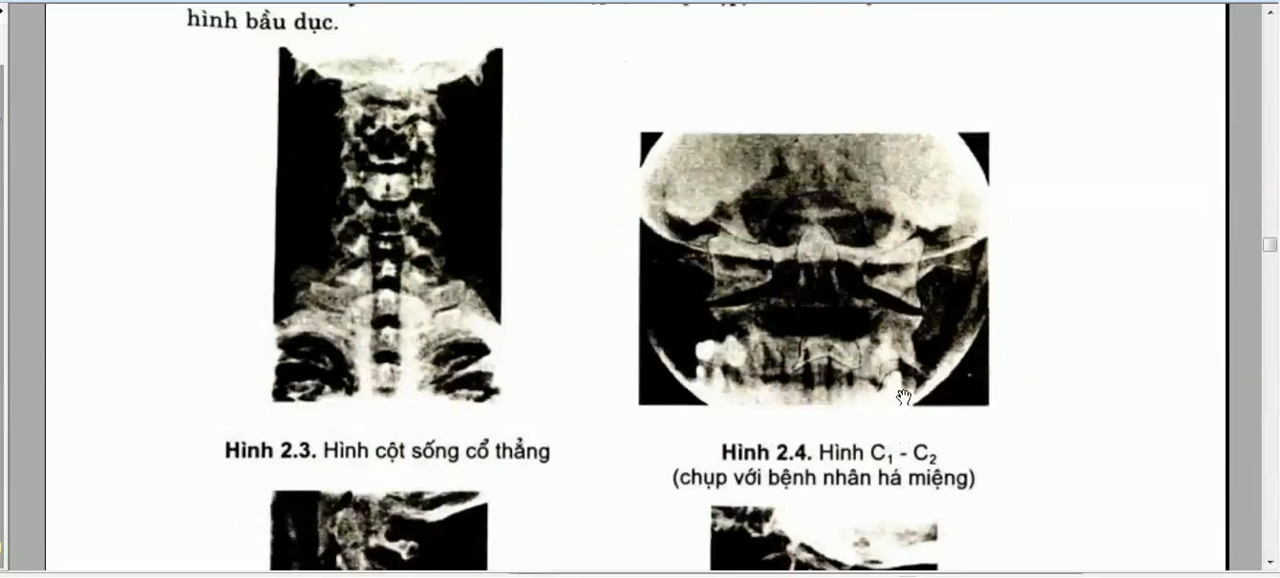 hình bầu dục.
Hình 2.3. Hình cột sống cổ thẳng
Hình 2.4. Hình C₁ - C₂
(chụp với bệnh nhân há miệng)